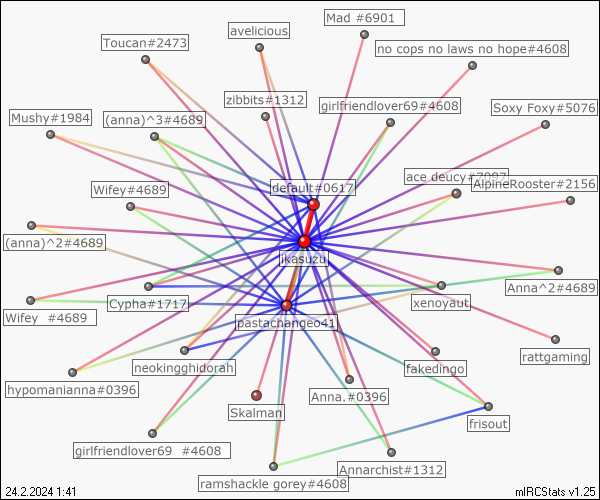 Mad #6901
avelicious
Toucan#2473
no cops no laws no hope#4608
zibbits#1312
girlfriendlover69#4608
Soxy Foxy#5076
Mushy#1984
(anna)^3#4689
ace deucy#7097
AlpineRooster#2156
default#0617
Wifey#4689
(anna)^2#4689
ikasuzu
Anna^2#4689
Cypha#1717
xenoyaut
Wifey #4689
pastachangeo41
rattgaming
neokingghidorah
fakedingo
hypomanianna#0396
Anna.#0396
Skalman
frisout
girlfriendlover69 #4608
Annarchist#1312
ramshackle gorey#4608
24.2.2024 1:41
mIRCStats v1.25